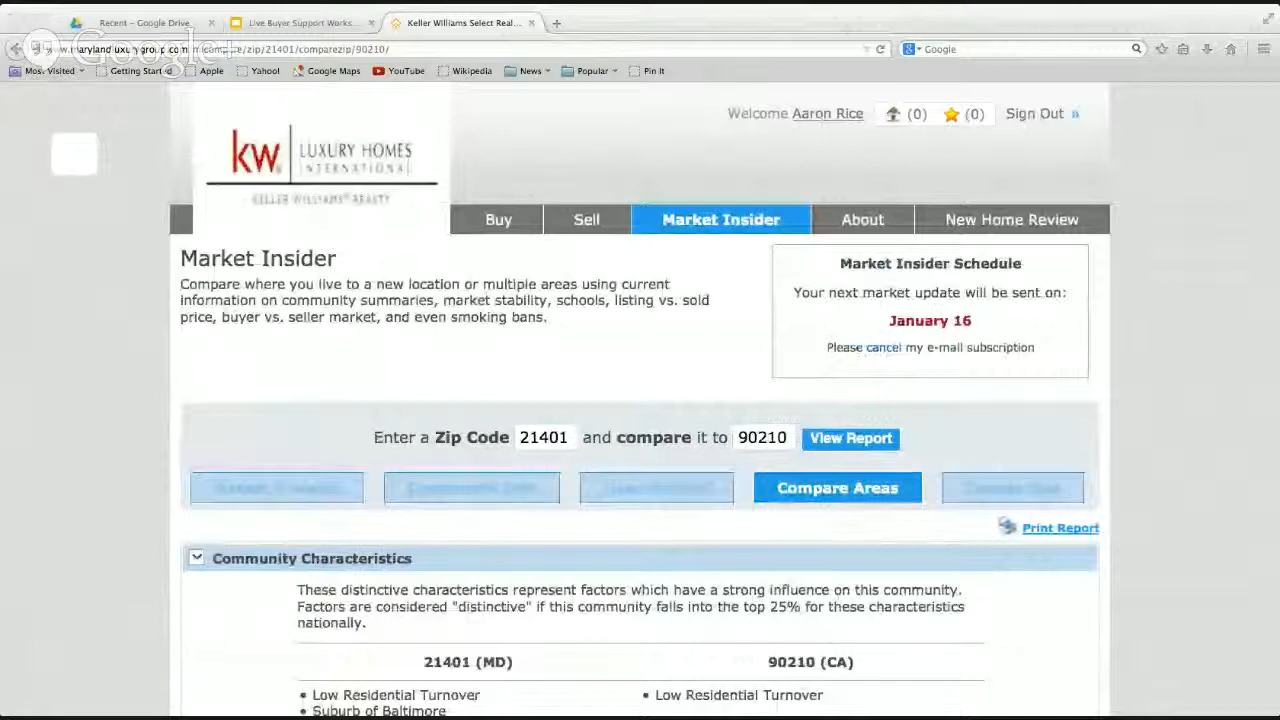 Recent – Google Drive
Live Buyer Support Works...
Keller Williams Select Real...
Google+
/zip/21401/comparezip/90210/
Google
Most Visited
Getting Started
Apple
Yahoo!
Google Maps
YouTube
Wikipedia
News
Popular
Pin It
Welcome Aaron Rice
(0)
(0)
Sign Out »
kw LUXURY HOMES
INTERNATIONAL
KELLER WILLIAMS® REALTY
Buy
Sell
Market Insider
About
New Home Review
Market Insider
Compare where you live to a new location or multiple areas using current
information on community summaries, market stability, schools, listing vs. sold
price, buyer vs. seller market, and even smoking bans.
Market Insider Schedule
Your next market update will be sent on:
January 16
Please cancel my e-mail subscription
Enter a Zip Code 21401 and compare it to 90210 View Report
Compare Areas
Print Report
Community Characteristics
These distinctive characteristics represent factors which have a strong influence on this community.
Factors are considered "distinctive" if this community falls into the top 25% for these characteristics
nationally.
21401 (MD)
90210 (CA)
• Low Residential Turnover
• Low Residential Turnover
• Suburb of Baltimore